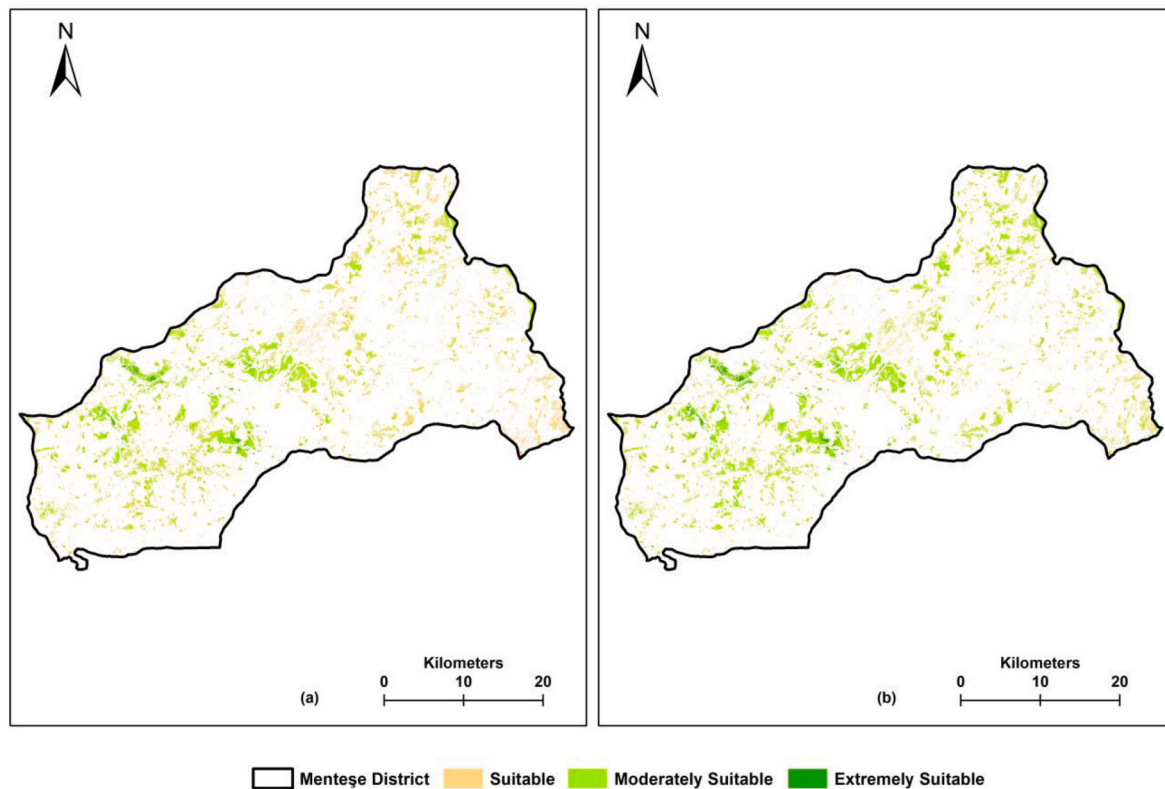 N
N
Kilometers
0 10 20
(a)
Kilometers
0 10 20
(b)
Menteşe District Suitable Moderately Suitable Extremely Suitable